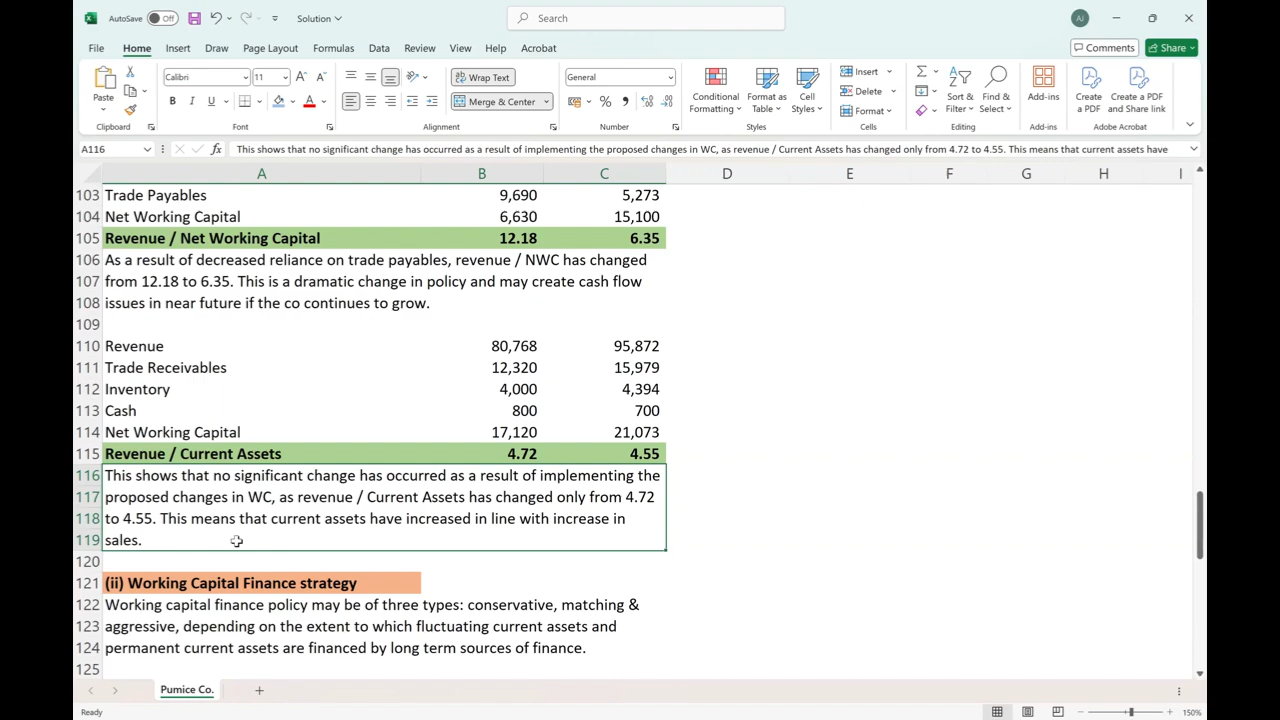 AutoSave Off Solution Search AJ
File Home Insert Draw Page Layout Formulas Data Review View Help Acrobat Comments Share
Paste Calibri 11 Wrap Text General Conditional Format as Cell Insert Sort & Find & Add-ins Create Create a PDF
B I U Merge & Center % Formatting Table Styles Delete Filter Select a PDF and Share link
Format
Clipboard Font Alignment Number Styles Cells Editing Add-ins Adobe Acrobat
A116 fx This shows that no significant change has occurred as a result of implementing the proposed changes in WC, as revenue / Current Assets has changed only from 4.72 to 4.55. This means that current assets have
A B C D E F G H I
103 Trade Payables 9,690 5,273
104 Net Working Capital 6,630 15,100
105 Revenue / Net Working Capital 12.18 6.35
106 As a result of decreased reliance on trade payables, revenue / NWC has changed
107 from 12.18 to 6.35. This is a dramatic change in policy and may create cash flow
108 issues in near future if the co continues to grow.
109
110 Revenue 80,768 95,872
111 Trade Receivables 12,320 15,979
112 Inventory 4,000 4,394
113 Cash 800 700
114 Net Working Capital 17,120 21,073
115 Revenue / Current Assets 4.72 4.55
116 This shows that no significant change has occurred as a result of implementing the
117 proposed changes in WC, as revenue / Current Assets has changed only from 4.72
118 to 4.55. This means that current assets have increased in line with increase in
119 sales.
120
121 (ii) Working Capital Finance strategy
122 Working capital finance policy may be of three types: conservative, matching &
123 aggressive, depending on the extent to which fluctuating current assets and
124 permanent current assets are financed by long term sources of finance.
125
Pumice Co.
Ready 150%